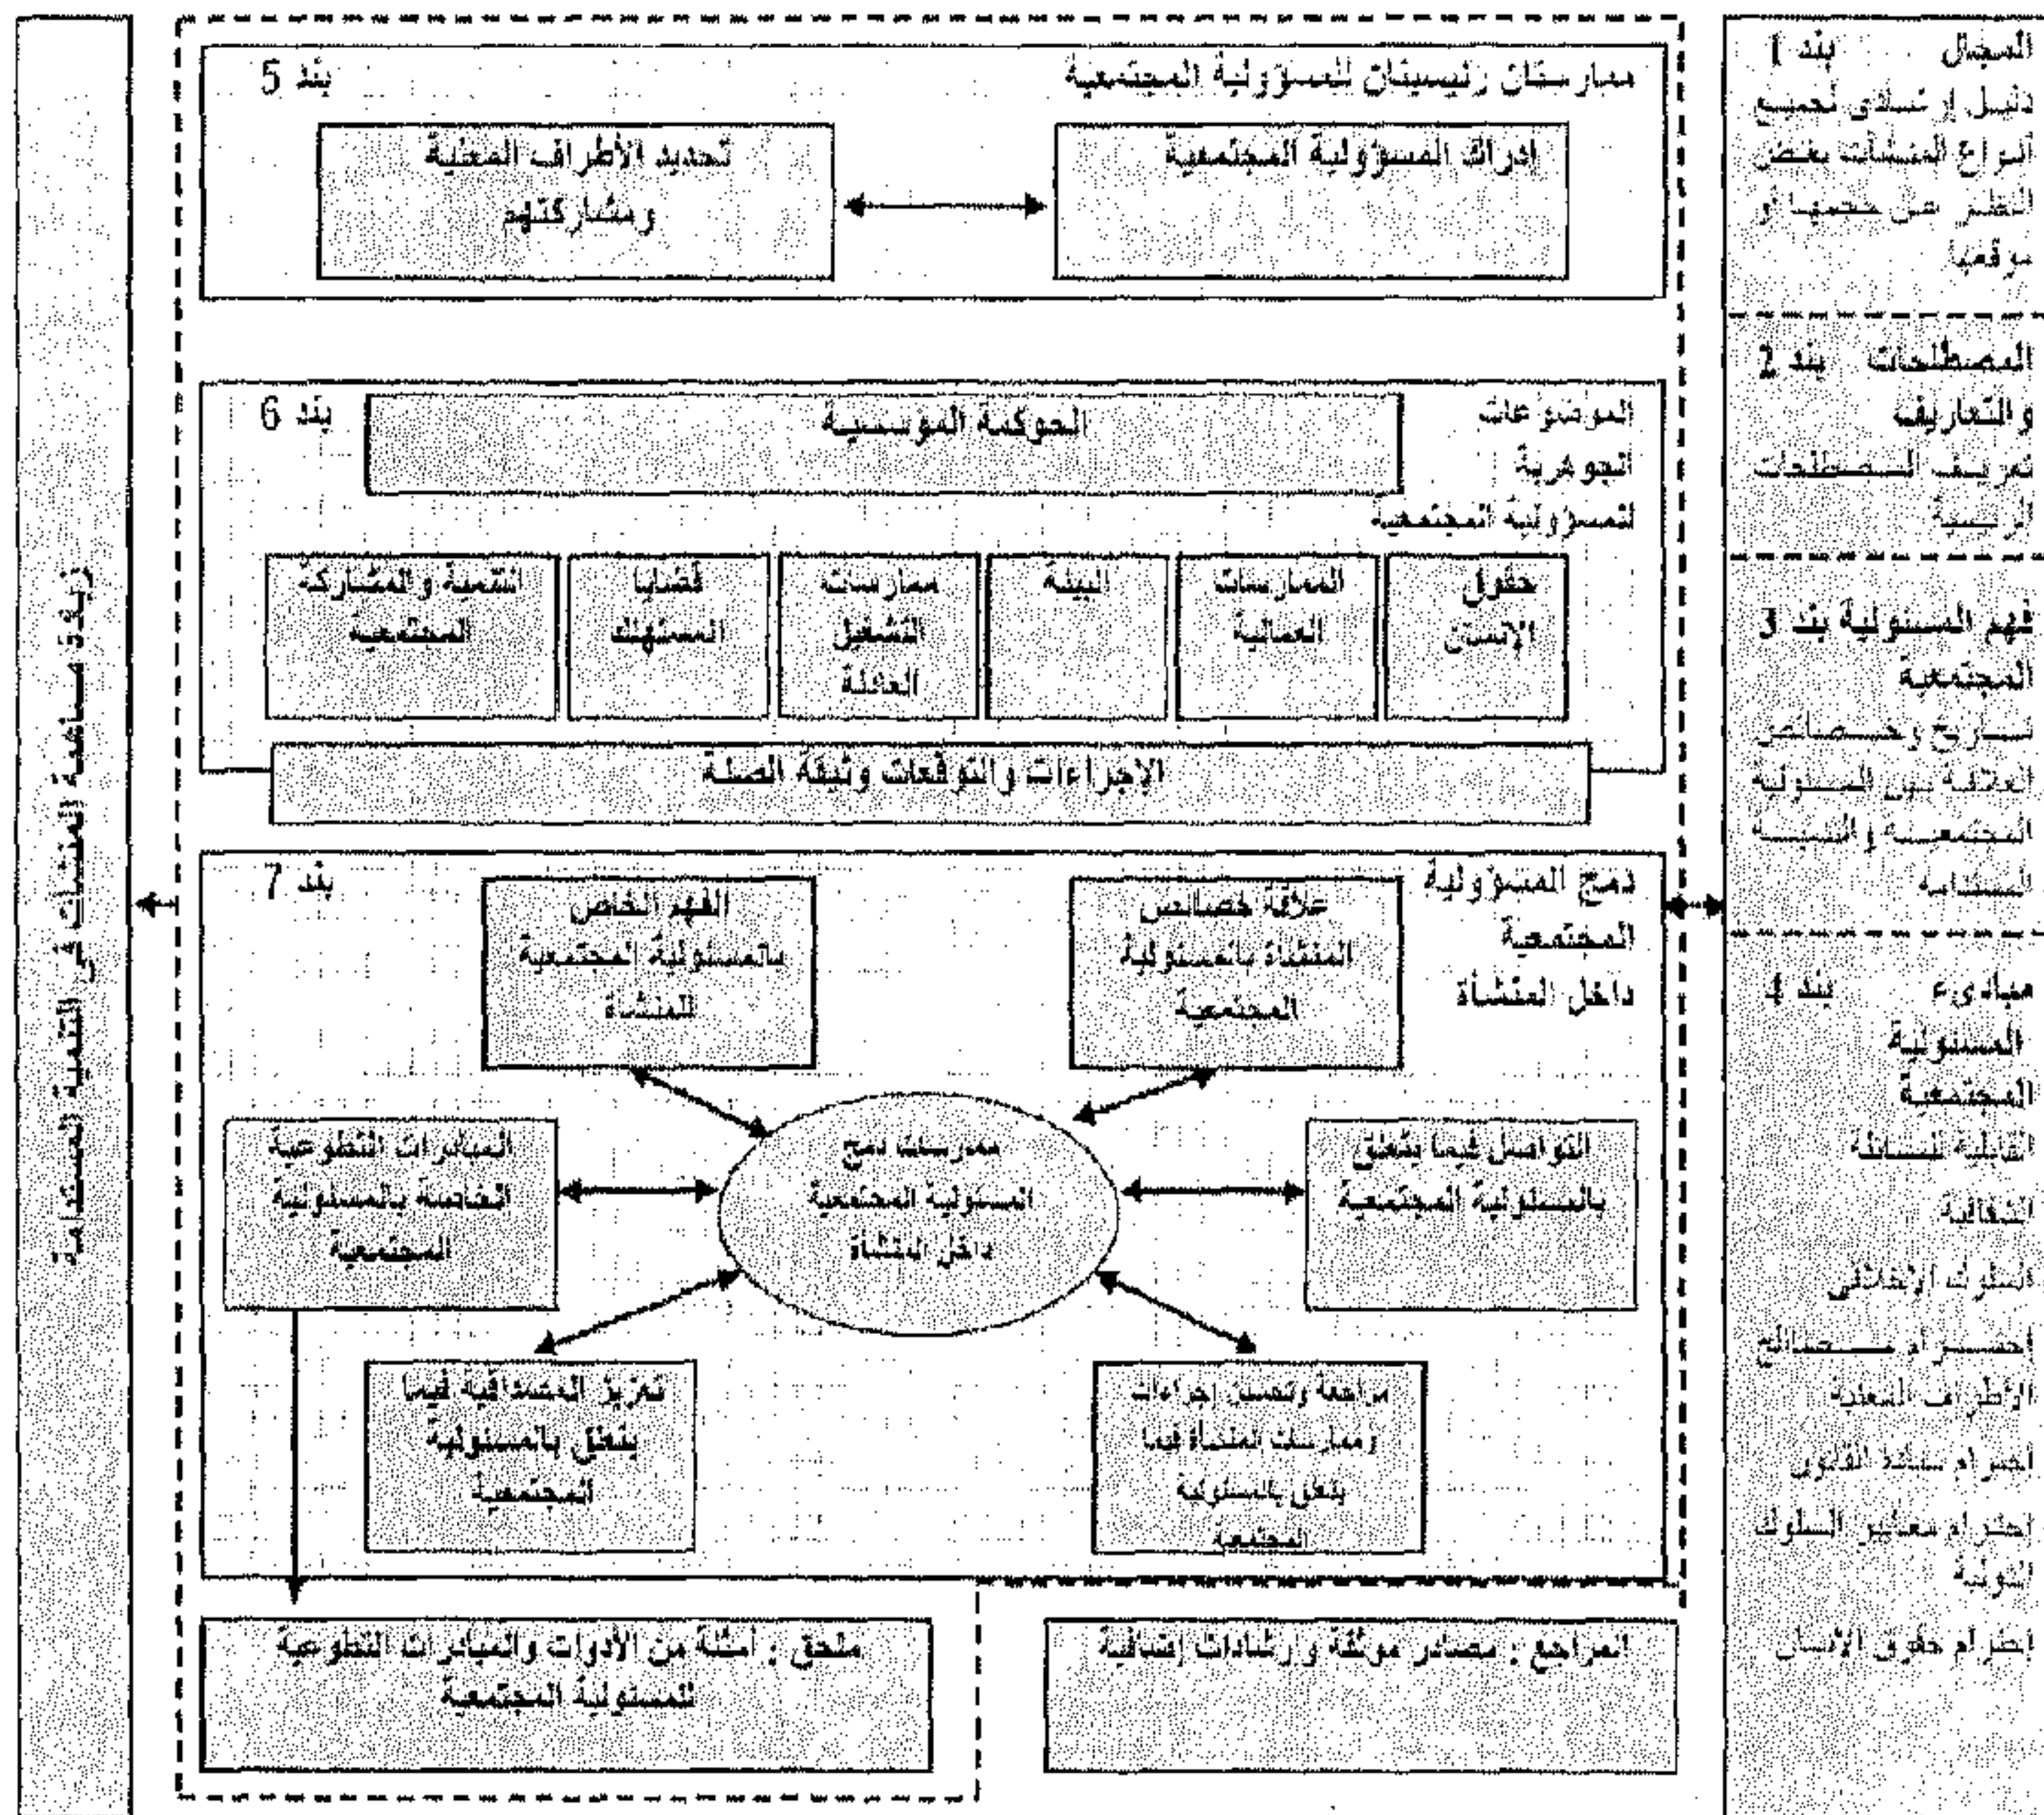 المجال بند 1
دليل إرشادى لجميع
أنواع المنشآت بغض
النظر عن حجمها أو
موقعها
المصطلحات بند 2
والتعاريف
تعريف المصطلحات
الرئيسية
فهم المسئولية بند 3
المجتمعية
تاريخ وخصائص
العلاقة بين المسئولية
المجتمعية والتنمية
المستدامة
مبادىء بند 4
المسئولية
المجتمعية
القابلية للمساءلة
الشفافية
السلوك الأخلاقى
احترام مصالح
الأطراف المعنية
احترام سيادة القانون
احترام معايير السلوك
الدولية
احترام حقوق الإنسان
ممارستان رئيسيتان للمسؤولية المجتمعية بند 5
إدراك المسؤولية المجتمعية
تحديد الأطراف المعنية
ومشاركتهم
الموضوعات
الجوهرية
للمسؤولية المجتمعية
بند 6
الحوكمة المؤسسية
حقوق
الإنسان
الممارسات
العمالية
البيئة
ممارسات
التشغيل
العادلة
قضايا
المستهلك
التنمية والمشاركة
المجتمعية
الإجراءات والتوقعات وثيقة الصلة
دمج المسؤولية
المجتمعية
داخل المنشأة
بند 7
علاقة خصائص
المنشأة بالمسئولية
المجتمعية
الفهم الخاص
بالمسئولية المجتمعية
للمنشأة
التواصل فيما يتعلق
بالمسئولية المجتمعية
ممارسات دمج
المسئولية المجتمعية
داخل المنشأة
المبادرات التطوعية
الخاصة بالمسئولية
المجتمعية
مراجعة وتحسين إجراءات
وممارسات المنشأة فيما
يتعلق بالمسئولية
المجتمعية
تعزيز المصداقية فيما
يتعلق بالمسئولية
المجتمعية
المراجع : مصادر موثقة وإرشادات إضافية
ملحق : أمثلة من الأدوات والمبادرات التطوعية
للمسئولية المجتمعية
زيادة مساهمة المنشآت فى التنمية المستدامة